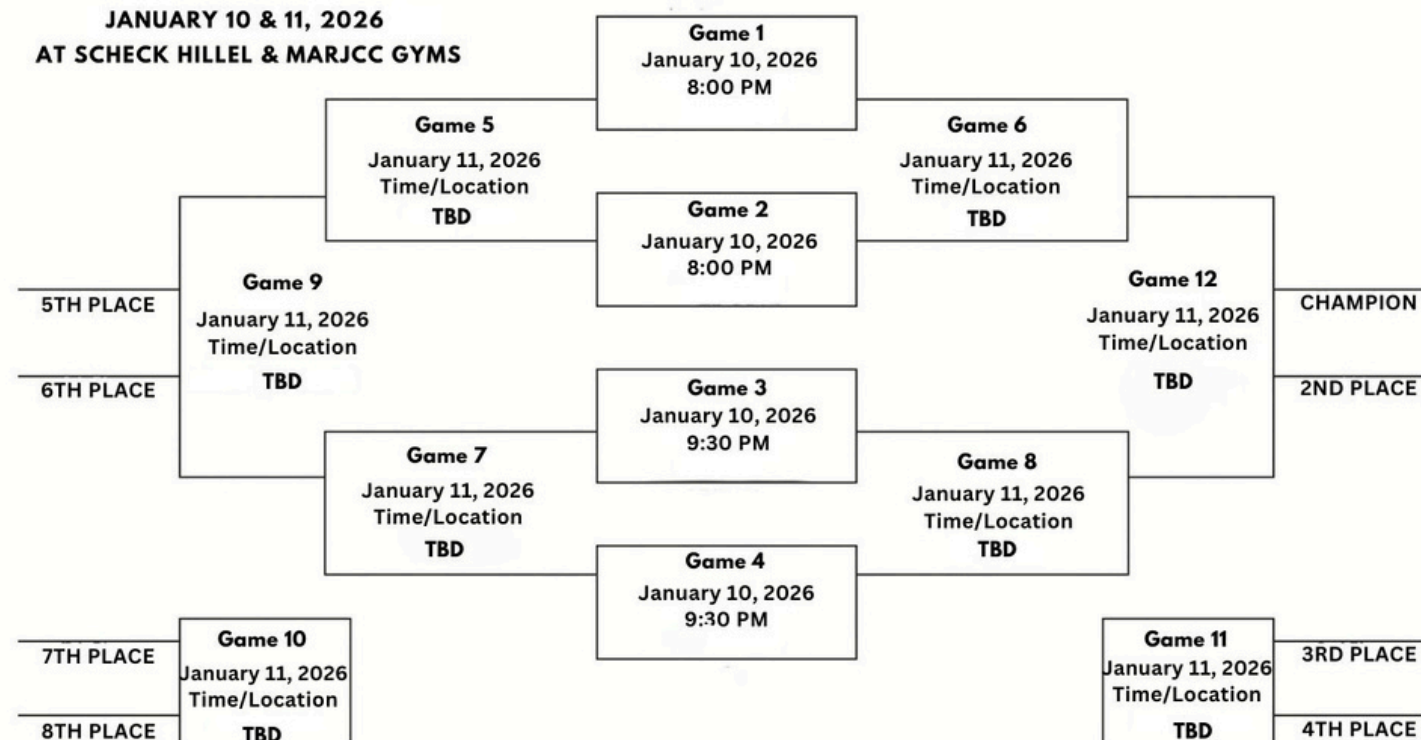 JANUARY 10 & 11, 2026
AT SCHECK HILLEL & MARJCC GYMS
Game 1
January 10, 2026
8:00 PM
Game 5
January 11, 2026
Time/Location
TBD
Game 6
January 11, 2026
Time/Location
TBD
Game 2
January 10, 2026
8:00 PM
Game 9
January 11, 2026
Time/Location
TBD
5TH PLACE
6TH PLACE
Game 12
January 11, 2026
Time/Location
TBD
CHAMPION
2ND PLACE
Game 3
January 10, 2026
9:30 PM
Game 7
January 11, 2026
Time/Location
TBD
Game 8
January 11, 2026
Time/Location
TBD
Game 4
January 10, 2026
9:30 PM
Game 10
January 11, 2026
Time/Location
TBD
7TH PLACE
8TH PLACE
Game 11
January 11, 2026
Time/Location
TBD
3RD PLACE
4TH PLACE